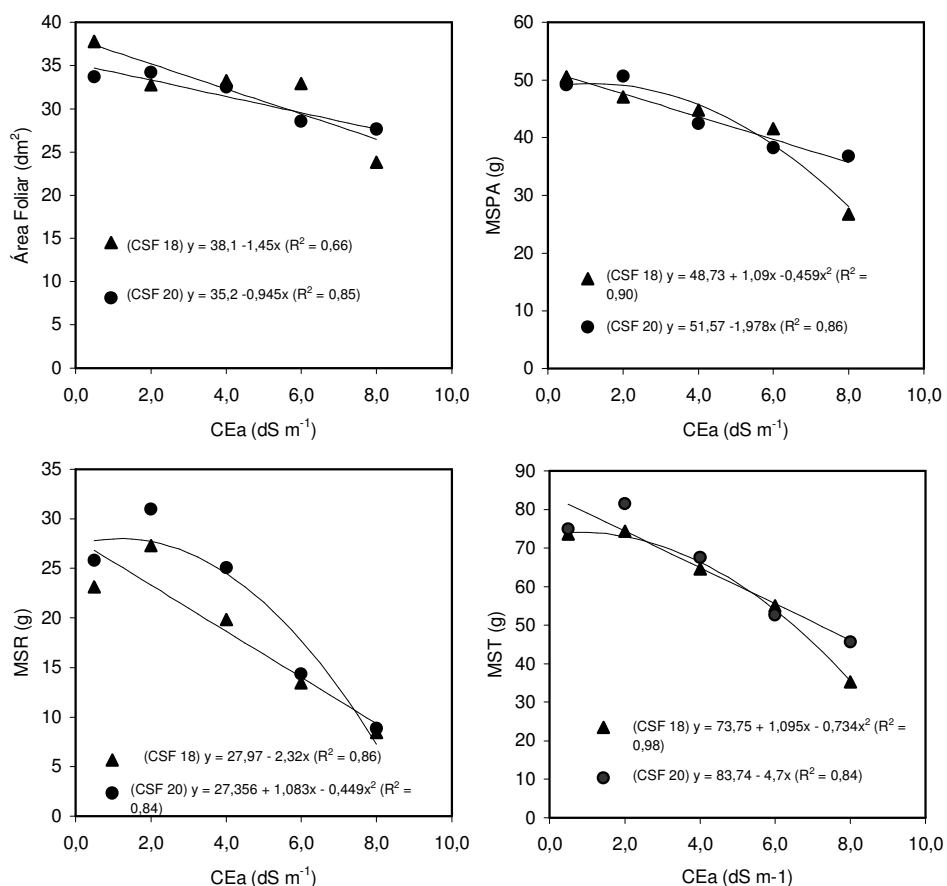 40
35
30
25
20
15
10
5
0
Área Foliar (dm²)
(CSF 18) y = 38,1 -1,45x (R² = 0,66)
(CSF 20) y = 35,2 -0,945x (R² = 0,85)
0,0 2,0 4,0 6,0 8,0 10,0
CEa (dS m⁻¹)
60
50
40
30
20
10
0
MSPA (g)
(CSF 18) y = 48,73 + 1,09x -0,459x² (R² =
0,90)
(CSF 20) y = 51,57 -1,978x (R² = 0,86)
0,0 2,0 4,0 6,0 8,0 10,0
CEa (dS m⁻¹)
35
30
25
20
15
10
5
0
MSR (g)
(CSF 18) y = 27,97 - 2,32x (R² = 0,86)
(CSF 20) y = 27,356 + 1,083x - 0,449x² (R² =
0,84)
0,0 2,0 4,0 6,0 8,0 10,0
CEa (dS m⁻¹)
90
80
70
60
50
40
30
20
10
0
MST (g)
(CSF 18) y = 73,75 + 1,095x - 0,734x² (R² =
0,98)
(CSF 20) y = 83,74 - 4,7x (R² = 0,84)
0,0 2,0 4,0 6,0 8,0 10,0
CEa (dS m-1)